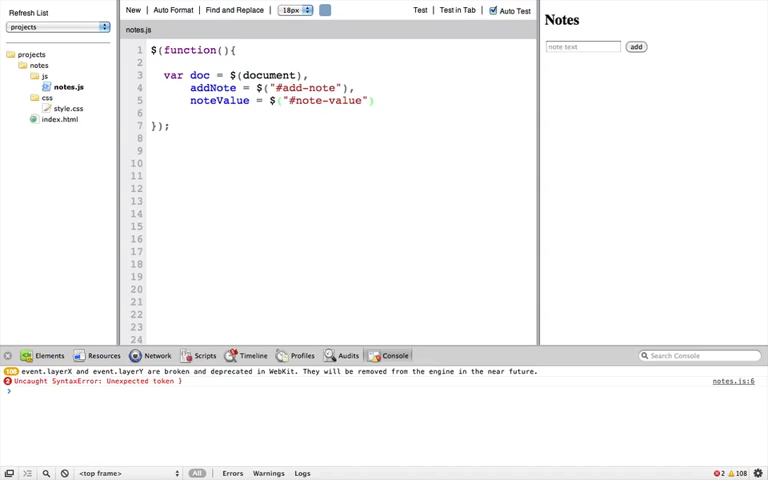 Refresh List
projects
projects
notes
js
notes.js
css
style.css
index.html
New | Auto Format | Find and Replace | 18px
Test | Test in Tab | Auto Test
notes.js
1 $(function(){
2
3 var doc = $(document),
4 addNote = $("#add-note"),
5 noteValue = $("#note-value")
6
7 });
8
9
10
11
12
13
14
15
16
17
18
19
20
21
22
23
24
Notes
note text add
Elements Resources Network Scripts Timeline Profiles Audits Console Search Console
108 event.layerX and event.layerY are broken and deprecated in WebKit. They will be removed from the engine in the near future.
2 Uncaught SyntaxError: Unexpected token } notes.js:6
<top frame> All Errors Warnings Logs 2 108